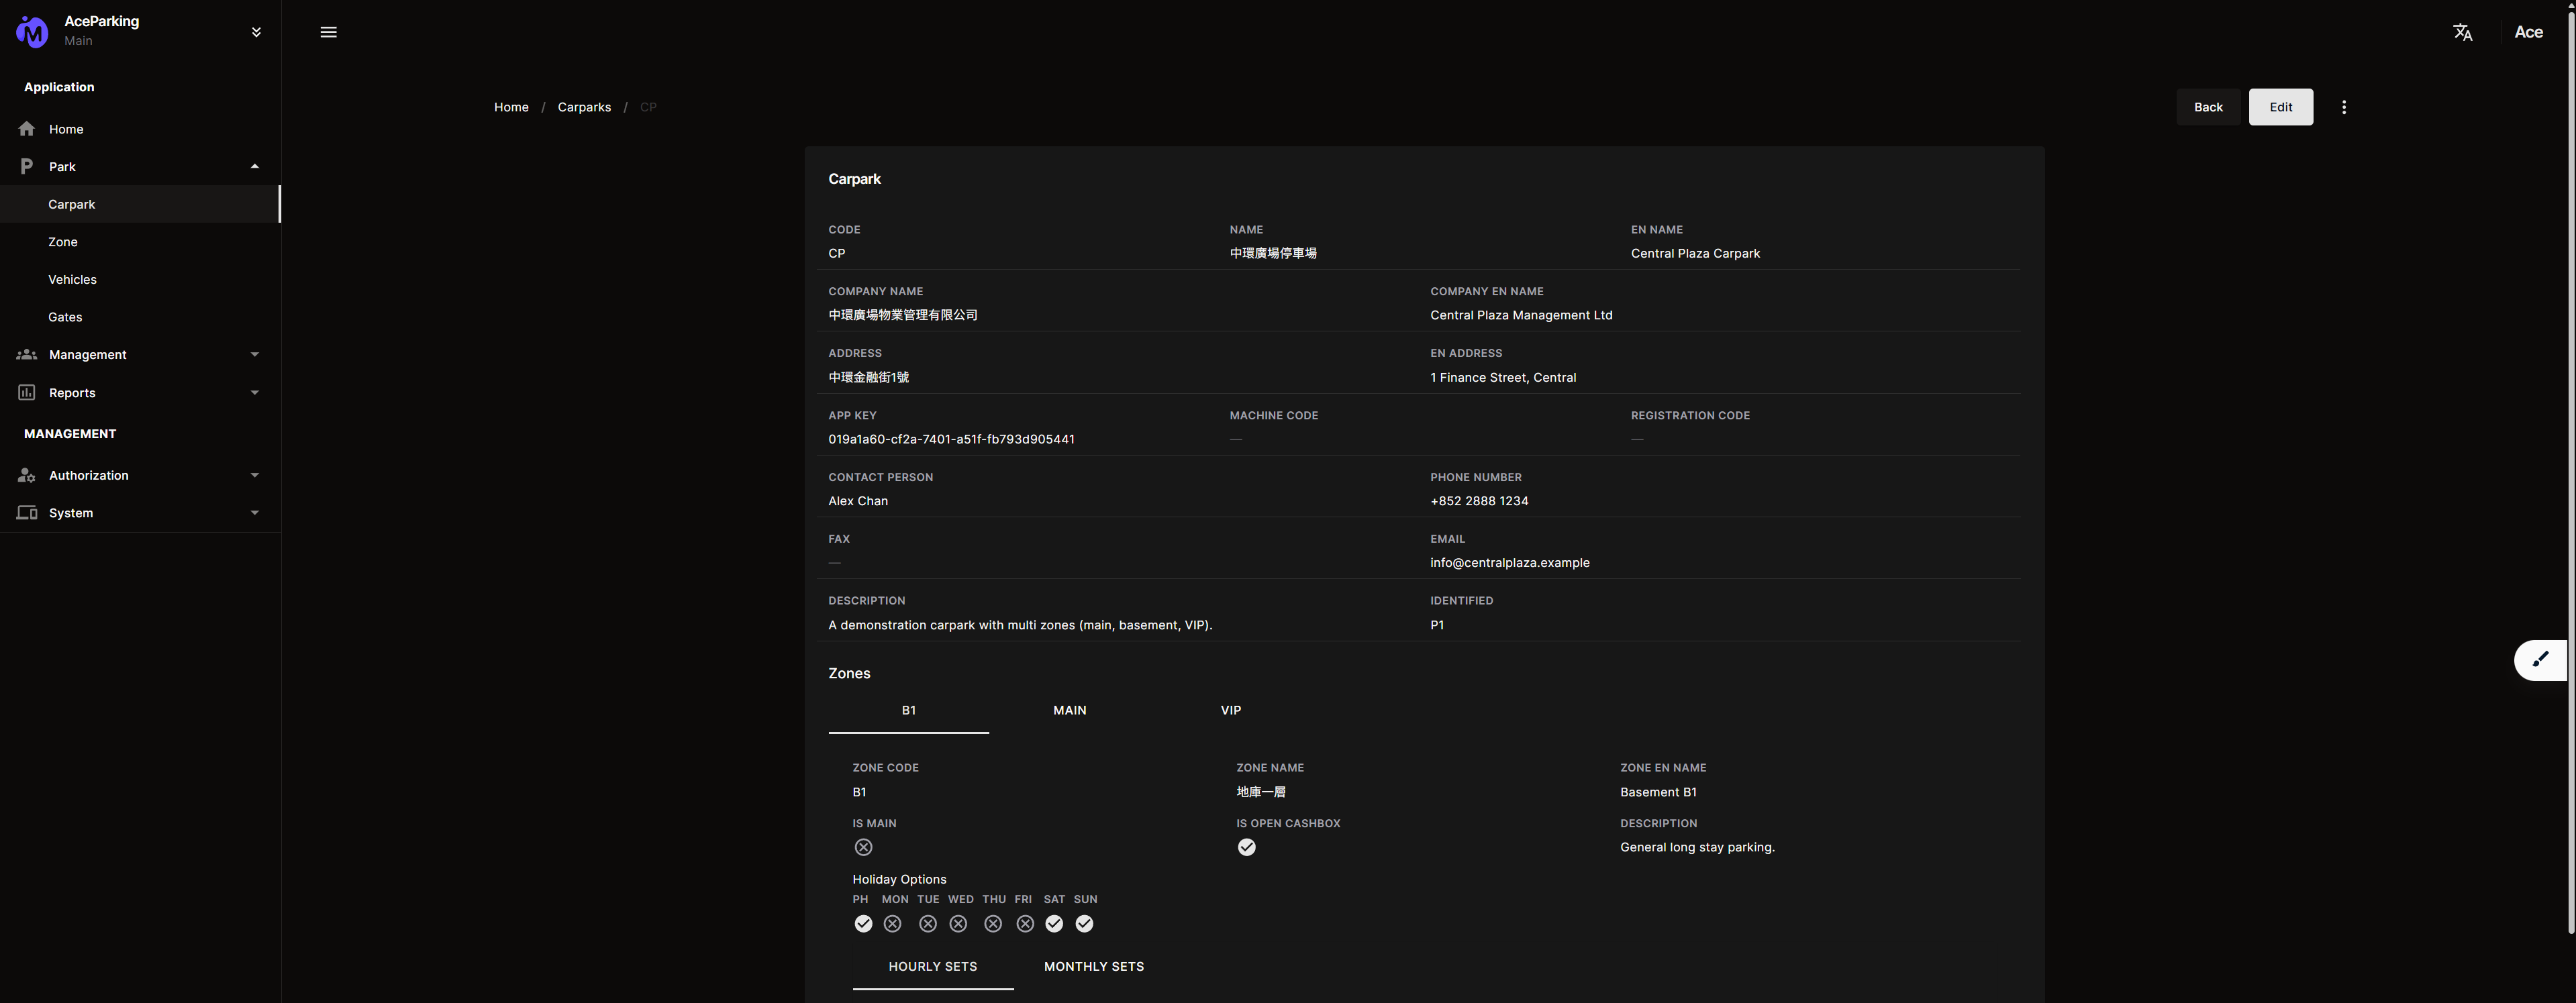 AceParking
Main
Application
Home
Park
Carpark
Zone
Vehicles
Gates
Management
Reports
MANAGEMENT
Authorization
System
Ace
Home / Carparks / CP
Back
Edit
Carpark
CODE NAME EN NAME
CP 中環廣場停車場 Central Plaza Carpark
COMPANY NAME COMPANY EN NAME
中環廣場物業管理有限公司 Central Plaza Management Ltd
ADDRESS EN ADDRESS
中環金融街1號 1 Finance Street, Central
APP KEY MACHINE CODE REGISTRATION CODE
019a1a60-cf2a-7401-a51f-fb793d905441 — —
CONTACT PERSON PHONE NUMBER
Alex Chan +852 2888 1234
FAX EMAIL
— info@centralplaza.example
DESCRIPTION IDENTIFIED
A demonstration carpark with multi zones (main, basement, VIP). P1
Zones
B1 MAIN VIP
ZONE CODE ZONE NAME ZONE EN NAME
B1 地庫一層 Basement B1
IS MAIN IS OPEN CASHBOX DESCRIPTION
General long stay parking.
Holiday Options
PH MON TUE WED THU FRI SAT SUN
HOURLY SETS MONTHLY SETS